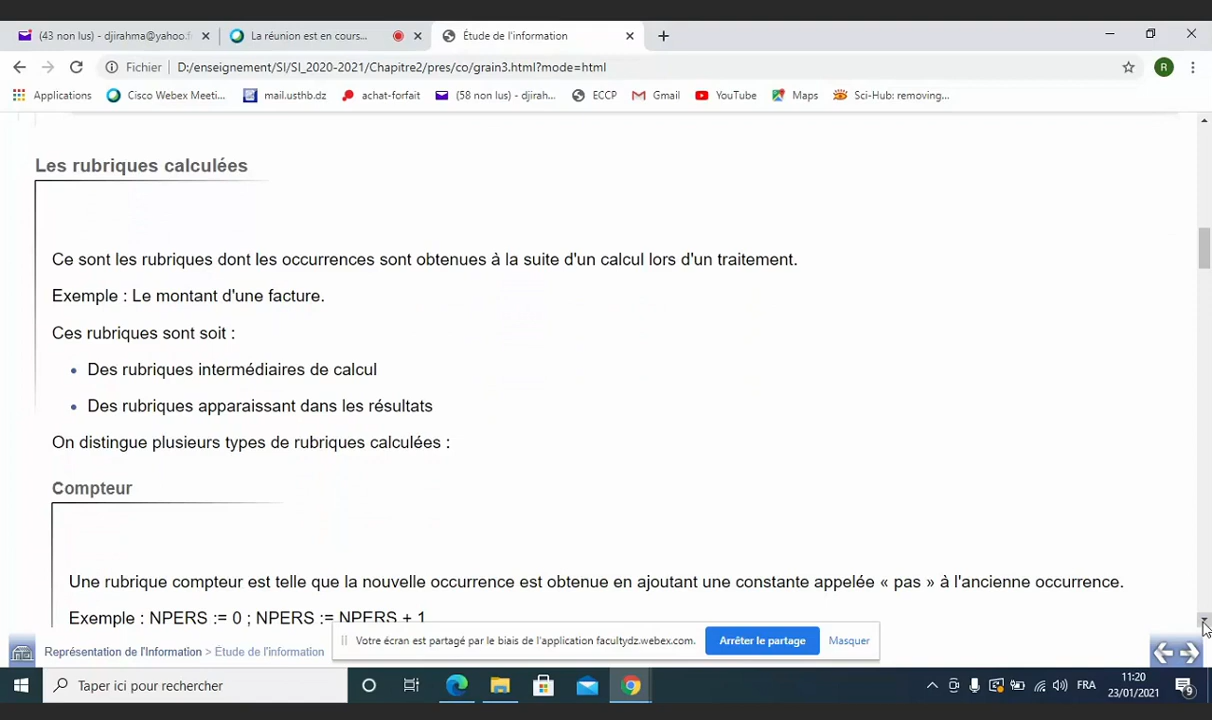 (43 non lus) - djirahma@yahoo.f
La réunion est en cours...
Étude de l'information
Fichier
D:/enseignement/SI/SI_2020-2021/Chapitre2/pres/co/grain3.html?mode=html
R
Applications
Cisco Webex Meeti...
mail.usthb.dz
achat-forfait
(58 non lus) - djirah...
ECCP
Gmail
YouTube
Maps
Sci-Hub: removing...
Les rubriques calculées
Ce sont les rubriques dont les occurrences sont obtenues à la suite d'un calcul lors d'un traitement.
Exemple : Le montant d'une facture.
Ces rubriques sont soit :
• Des rubriques intermédiaires de calcul
• Des rubriques apparaissant dans les résultats
On distingue plusieurs types de rubriques calculées :
Compteur
Une rubrique compteur est telle que la nouvelle occurrence est obtenue en ajoutant une constante appelée « pas » à l'ancienne occurrence.
Exemple : NPERS := 0 ; NPERS := NPERS + 1
Votre écran est partagé par le biais de l'application facultydz.webex.com.
Arrêter le partage
Masquer
Représentation de l'Information > Étude de l'information
Taper ici pour rechercher
FRA
11:20
23/01/2021
9